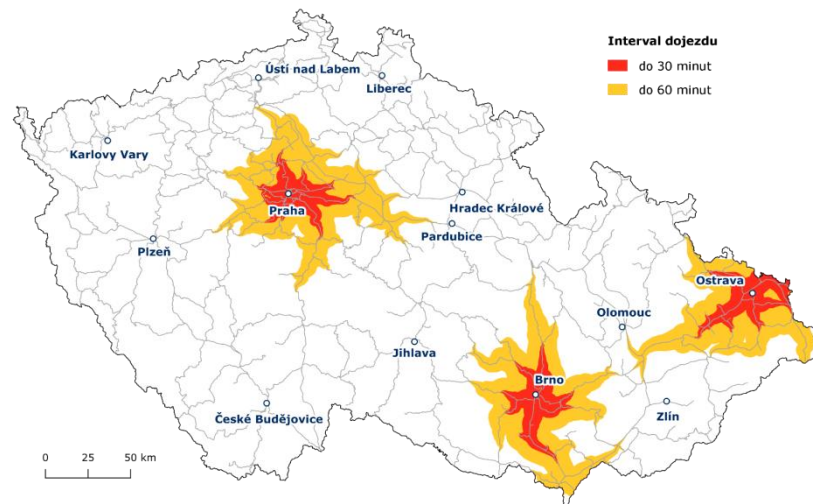 Interval dojezdu
do 30 minut
do 60 minut
Ústí nad Labem
Liberec
Karlovy Vary
Praha
Hradec Králové
Pardubice
Plzeň
Ostrava
Olomouc
Jihlava
Brno
Zlín
České Budějovice
0 25 50 km